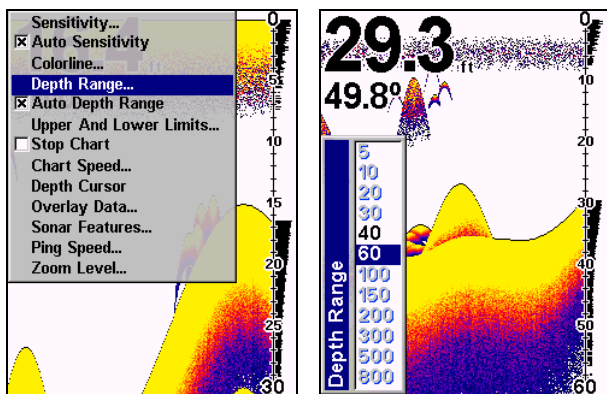 Sensitivity...
Auto Sensitivity
Colorline...
Depth Range...
Auto Depth Range
Upper And Lower Limits...
Stop Chart
Chart Speed...
Depth Cursor
Overlay Data...
Sonar Features...
Ping Speed...
Zoom Level...
ft
0
5
10
15
20
25
30
29.3 ft
49.8º
Depth Range
5
10
20
30
40
60
100
150
200
300
500
800
0
10
20
30
40
50
60